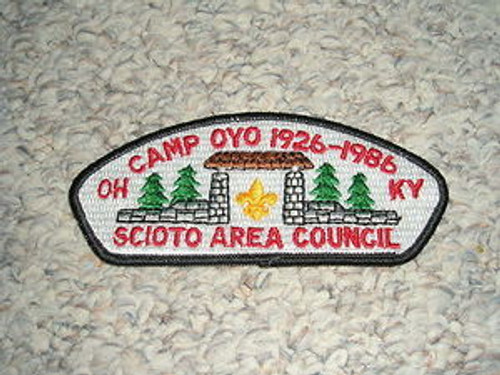 CAMP OYO 1926-1986
OH KY
SCIOTO AREA COUNCIL